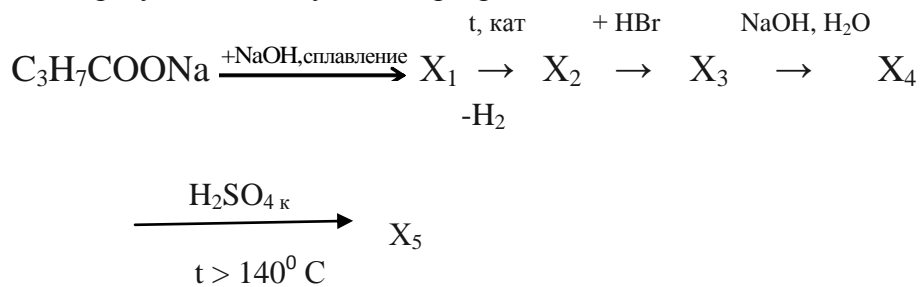 t, кат + HBr NaOH, H₂O
C₃H₇COONa +NaOH,сплавление X₁ → X₂ → X₃ → X₄
-H₂
H₂SO₄ к
X₅
t > 140⁰ C